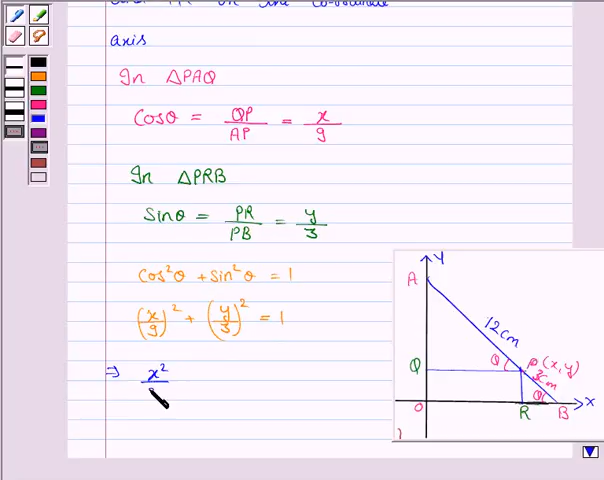 axis
In ΔPAQ
Cosθ = QP/AP = x/9
In ΔPRB
Sinθ = PR/PB = y/3
Cos²θ + Sin²θ = 1
(x/9)² + (y/3)² = 1
⇒ x²
Y
A
12cm
Q
θ
P(x,y)
3cm
θ
O
R
B
X